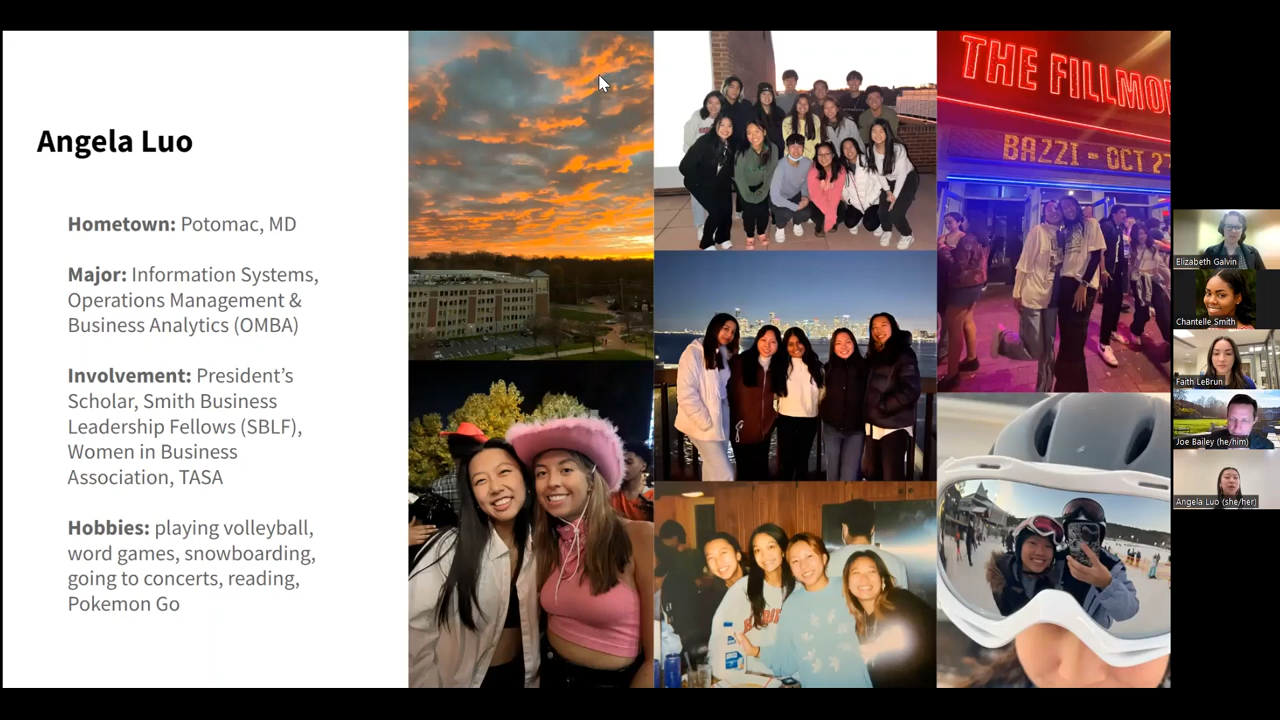 Angela Luo
Hometown: Potomac, MD
Major: Information Systems,
Operations Management &
Business Analytics (OMBA)
Involvement: President's
Scholar, Smith Business
Leadership Fellows (SBLF),
Women in Business
Association, TASA
Hobbies: playing volleyball,
word games, snowboarding,
going to concerts, reading,
Pokemon Go
THE FILLMO
BAZZI - OCT 27
Elizabeth Galvin
Chantelle Smith
Faith LeBrun
Joe Bailey (he/him)
Angela Luo (she/her)